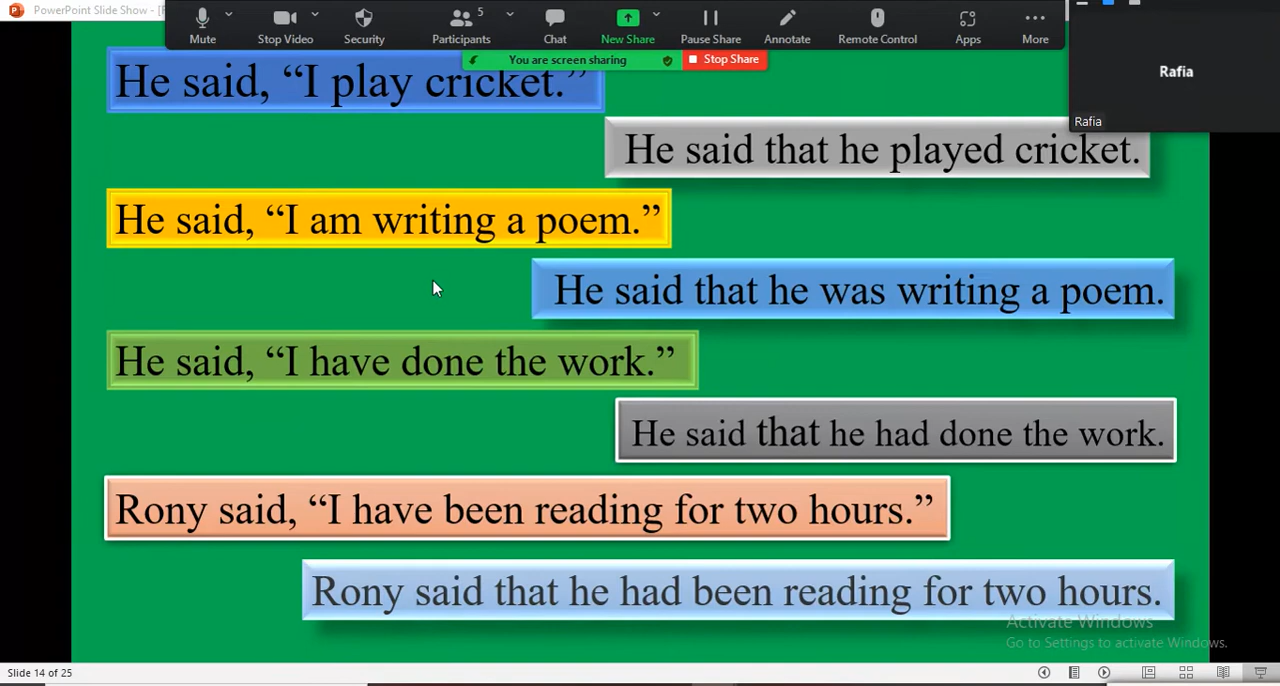 PowerPoint Slide Show - [
Mute
Stop Video
Security
5
Participants
Chat
New Share
Pause Share
Annotate
Remote Control
Apps
More
You are screen sharing
Stop Share
Rafia
Rafia
He said, “I play cricket.”
He said that he played cricket.
He said, “I am writing a poem.”
He said that he was writing a poem.
He said, “I have done the work.”
He said that he had done the work.
Rony said, “I have been reading for two hours.”
Rony said that he had been reading for two hours.
Activate Windows
Go to Settings to activate Windows.
Slide 14 of 25